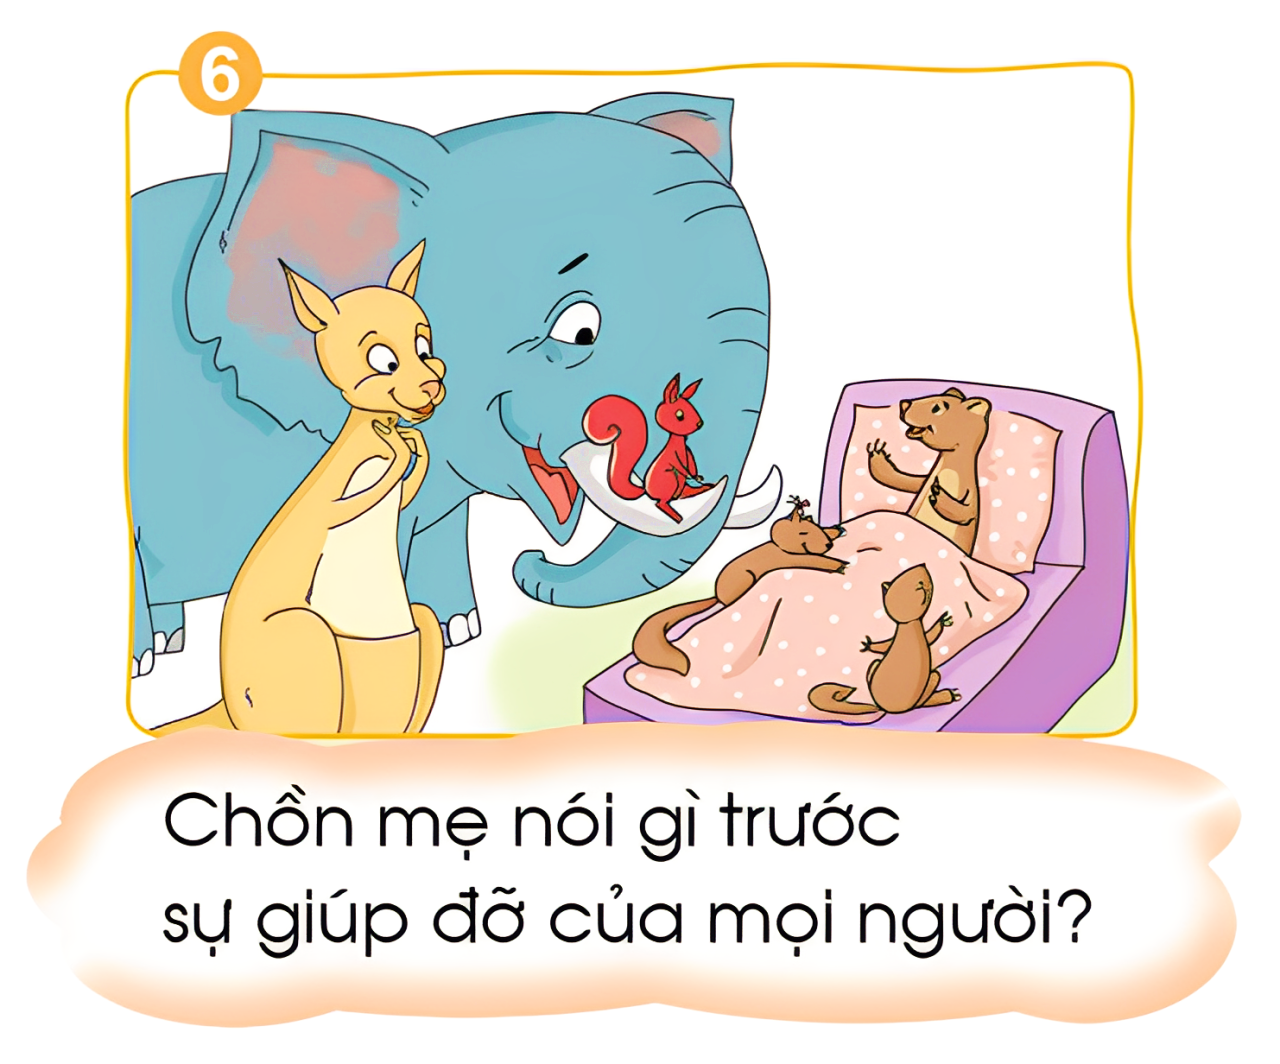 6
Chồn mẹ nói gì trước
sự giúp đỡ của mọi người?